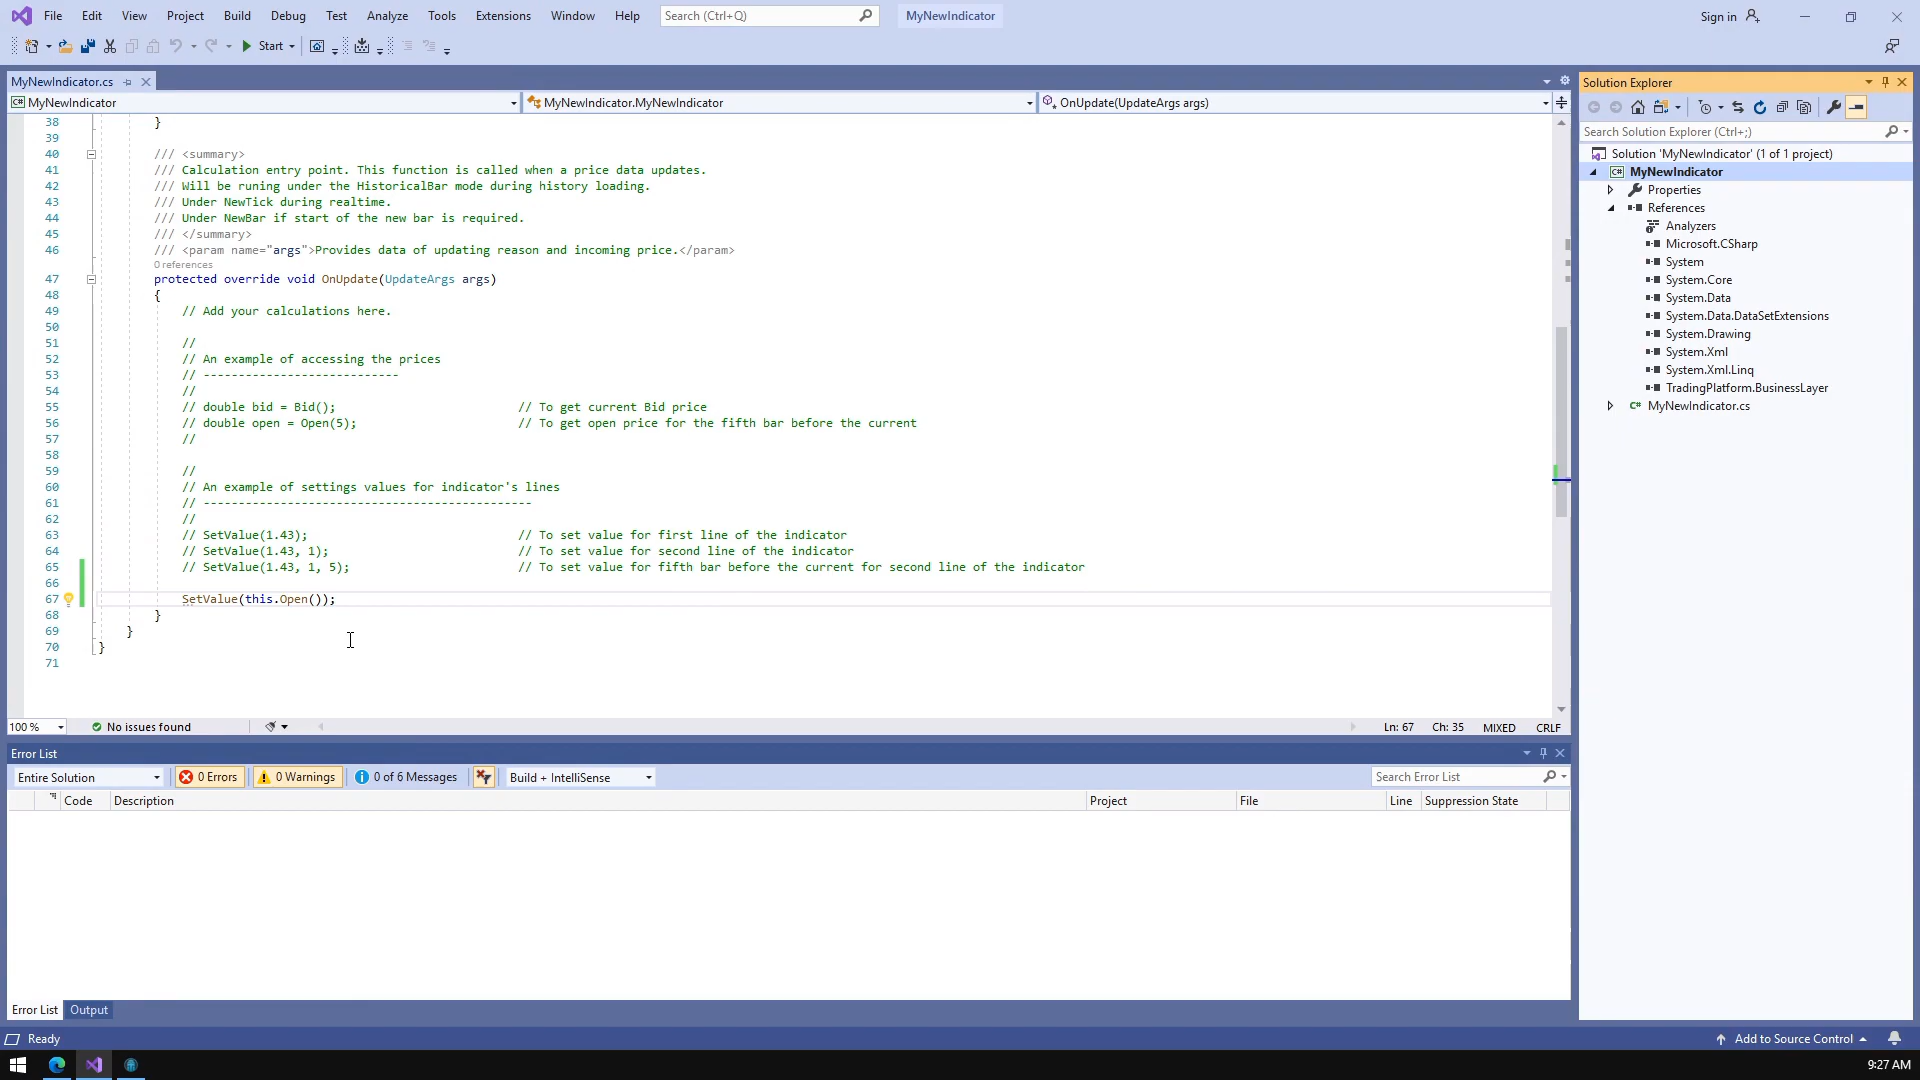 File Edit View Project Build Debug Test Analyze Tools Extensions Window Help Search (Ctrl+Q) MyNewIndicator Sign in
Start
MyNewIndicator.cs
C# MyNewIndicator MyNewIndicator.MyNewIndicator OnUpdate(UpdateArgs args)
38 }
39
40 /// <summary>
41 /// Calculation entry point. This function is called when a price data updates.
42 /// Will be runing under the HistoricalBar mode during history loading.
43 /// Under NewTick during realtime.
44 /// Under NewBar if start of the new bar is required.
45 /// </summary>
46 /// <param name="args">Provides data of updating reason and incoming price.</param>
0 references
47 protected override void OnUpdate(UpdateArgs args)
48 {
49 // Add your calculations here.
50
51 //
52 // An example of accessing the prices
53 // ----------------------------
54 //
55 // double bid = Bid(); // To get current Bid price
56 // double open = Open(5); // To get open price for the fifth bar before the current
57 //
58
59 //
60 // An example of settings values for indicator's lines
61 // -----------------------------------------------
62 //
63 // SetValue(1.43); // To set value for first line of the indicator
64 // SetValue(1.43, 1); // To set value for second line of the indicator
65 // SetValue(1.43, 1, 5); // To set value for fifth bar before the current for second line of the indicator
66
67 SetValue(this.Open());
68 }
69 }
70 }
71
100 % No issues found Ln: 67 Ch: 35 MIXED CRLF
Error List
Entire Solution 0 Errors 0 Warnings 0 of 6 Messages Build + IntelliSense Search Error List
Code Description Project File Line Suppression State
Error List Output
Solution Explorer
Search Solution Explorer (Ctrl+;)
Solution 'MyNewIndicator' (1 of 1 project)
C# MyNewIndicator
Properties
References
Analyzers
Microsoft.CSharp
System
System.Core
System.Data
System.Data.DataSetExtensions
System.Drawing
System.Xml
System.Xml.Linq
TradingPlatform.BusinessLayer
C# MyNewIndicator.cs
Ready Add to Source Control
9:27 AM